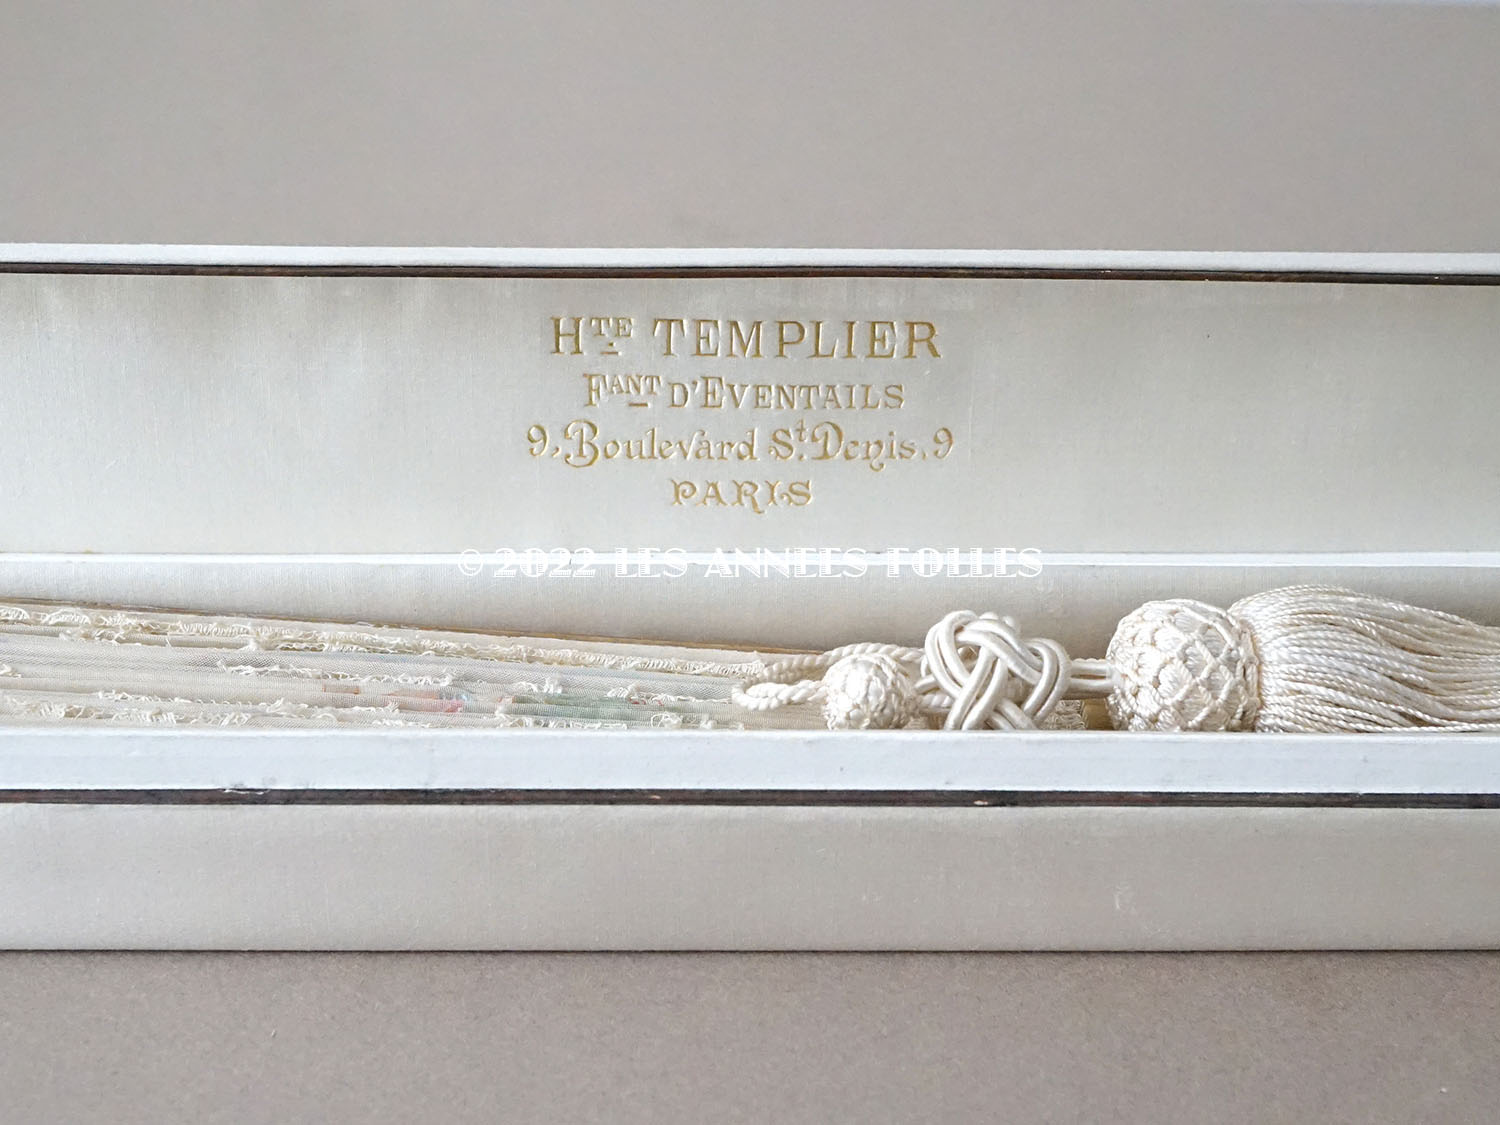 HTE TEMPLIER
FANT D'EVENTAILS
9, Boulevard St. Denis, 9
PARIS
© 2022 LES ANNEES FOLLES